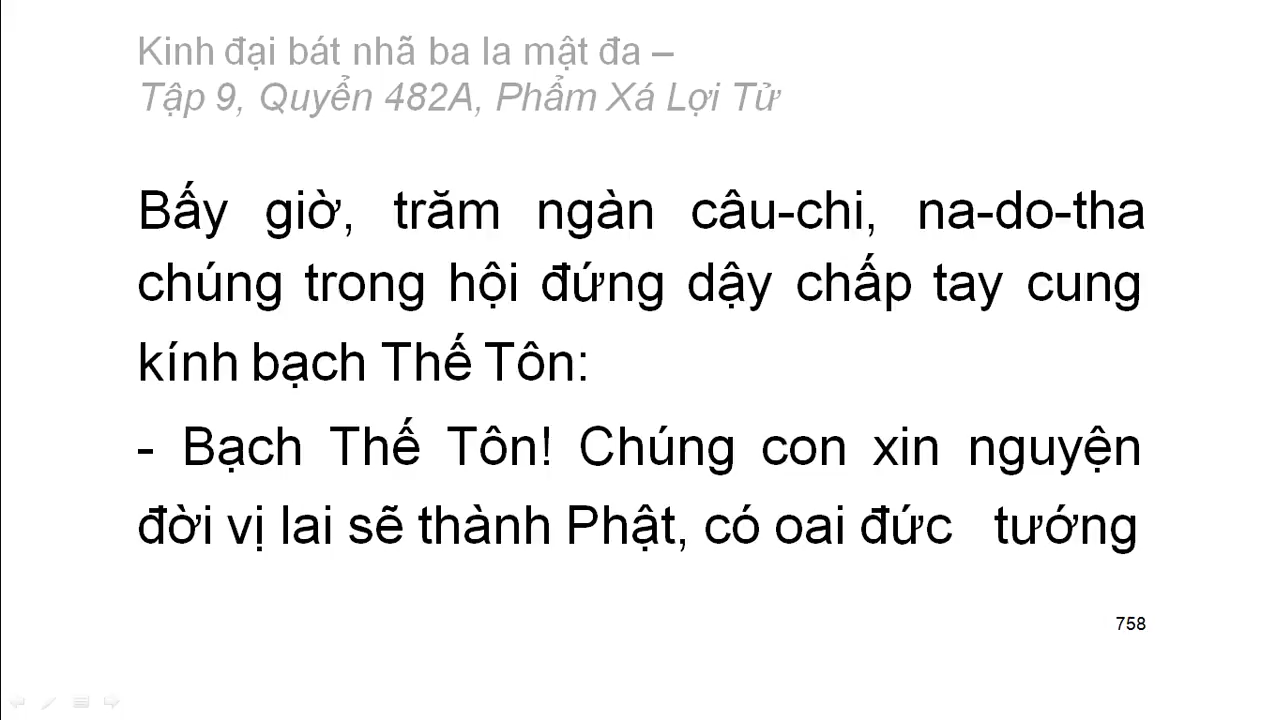 Kinh đại bát nhã ba la mật đa –
Tập 9, Quyển 482A, Phẩm Xá Lợi Tử
Bấy giờ, trăm ngàn câu-chi, na-do-tha
chúng trong hội đứng dậy chấp tay cung
kính bạch Thế Tôn:
- Bạch Thế Tôn! Chúng con xin nguyện
đời vị lai sẽ thành Phật, có oai đức tướng
758